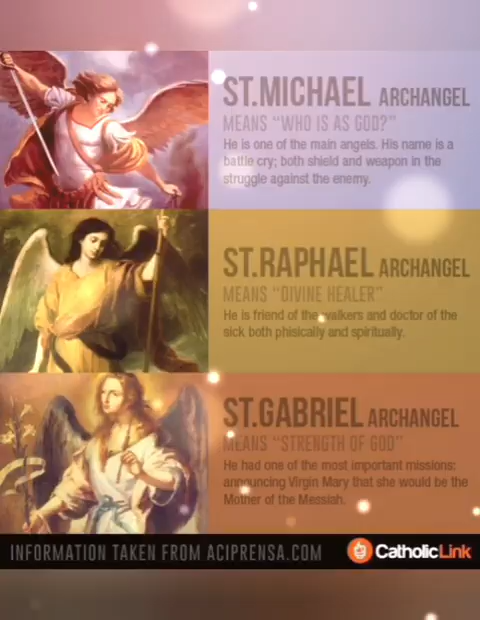 ST.MICHAEL ARCHANGEL
MEANS “WHO IS AS GOD?”
He is one of the main angels. His name is a
battle cry; both shield and weapon in the
struggle against the enemy.
ST.RAPHAEL ARCHANGEL
MEANS “DIVINE HEALER”
He is friend of the walkers and doctor of the
sick both phisically and spiritually.
ST.GABRIEL ARCHANGEL
MEANS “STRENGTH OF GOD”
He had one of the most important missions:
announcing Virgin Mary that she would be the
Mother of the Messiah.
INFORMATION TAKEN FROM ACIPRENSA.COM
CatholicLink